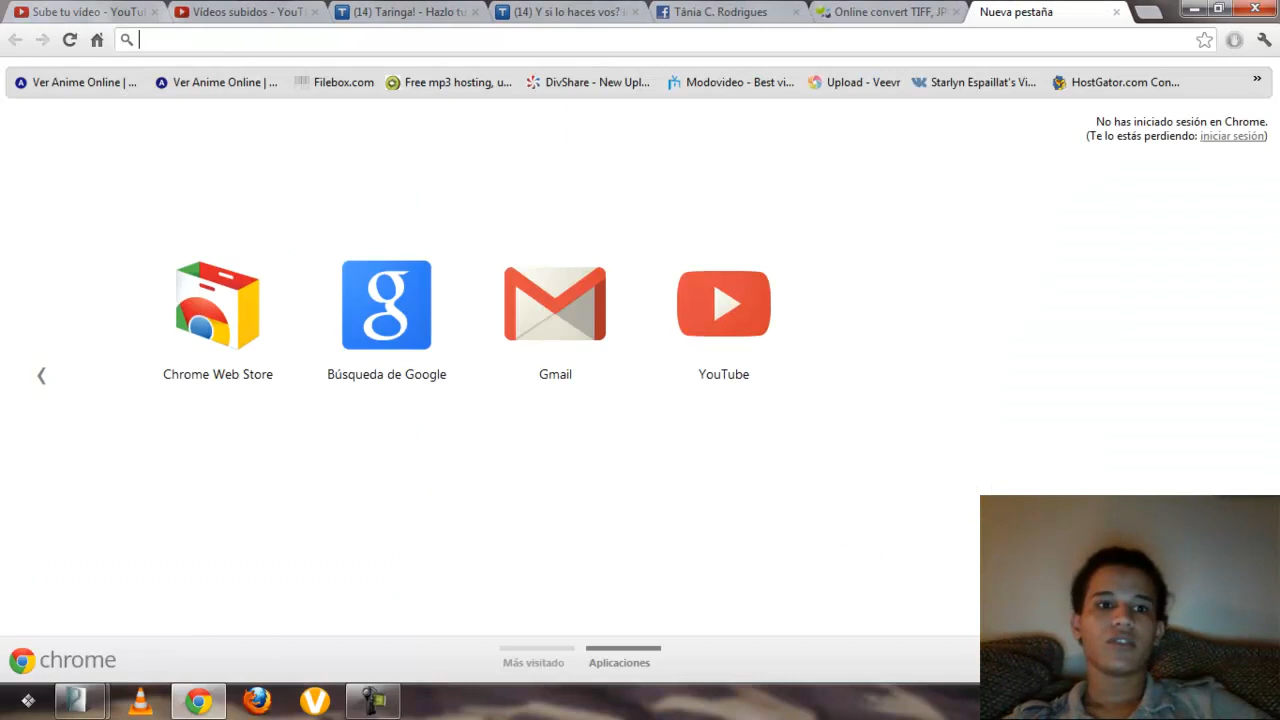 Sube tu vídeo - YouTu
Vídeos subidos - YouT
(14) Taringa! - Hazlo tu
(14) Y si lo haces vos?
Tánia C. Rodrigues
Online convert TIFF, JP
Nueva pestaña
Ver Anime Online | ...
Ver Anime Online | ...
Filebox.com
Free mp3 hosting, u...
DivShare - New Upl...
Modovideo - Best vi...
Upload - Veevr
Starlyn Espaillat's Vi...
HostGator.com Con...
»
No has iniciado sesión en Chrome.
(Te lo estás perdiendo: iniciar sesión)
Chrome Web Store
Búsqueda de Google
Gmail
YouTube
chrome
Más visitado
Aplicaciones